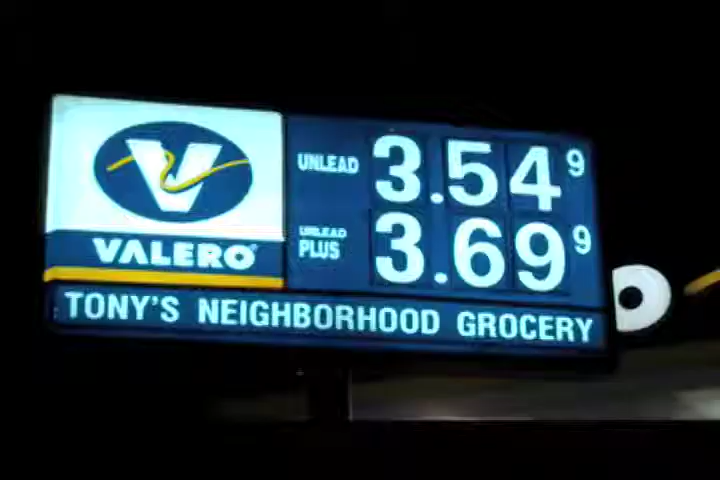 V
VALERO
UNLEAD 3.54 9
UNLEAD PLUS 3.69 9
TONY'S NEIGHBORHOOD GROCERY